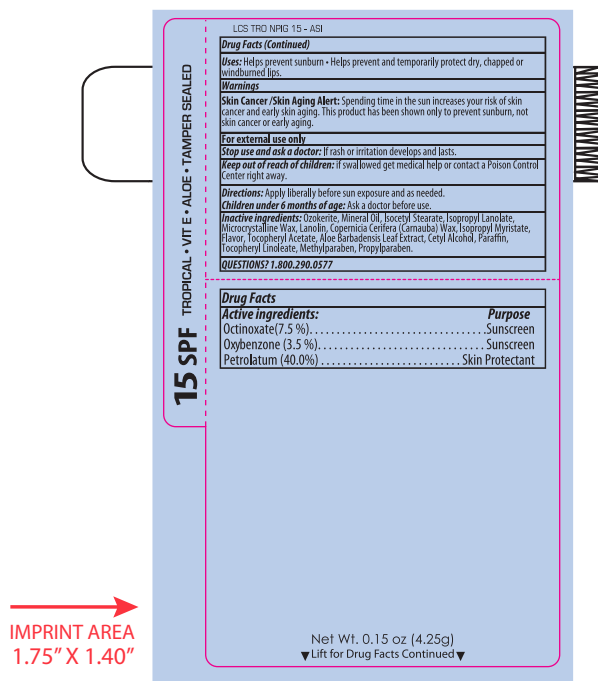 LCS TRO NPIG 15 - ASI
15 SPF TROPICAL • VIT E • ALOE • TAMPER SEALED
Drug Facts (Continued)
Uses: Helps prevent sunburn • Helps prevent and temporarily protect dry, chapped or
windburned lips.
Warnings
Skin Cancer /Skin Aging Alert: Spending time in the sun increases your risk of skin
cancer and early skin aging. This product has been shown only to prevent sunburn, not
skin cancer or early aging.
For external use only
Stop use and ask a doctor: If rash or irritation develops and lasts.
Keep out of reach of children: if swallowed get medical help or contact a Poison Control
Center right away.
Directions: Apply liberally before sun exposure and as needed.
Children under 6 months of age: Ask a doctor before use.
Inactive ingredients: Ozokerite, Mineral Oil, Isocetyl Stearate, Isopropyl Lanolate,
Microcrystalline Wax, Lanolin, Copernicia Cerifera (Carnauba) Wax, Isopropyl Myristate,
Flavor, Tocopheryl Acetate, Aloe Barbadensis Leaf Extract, Cetyl Alcohol, Paraffin,
Tocopheryl Linoleate, Methylparaben, Propylparaben.
QUESTIONS? 1.800.290.0577
Drug Facts
Active ingredients: Purpose
Octinoxate(7.5 %). . . . . . . . . . . . . . . . . . . . . . . . . . . . . . . . .Sunscreen
Oxybenzone (3.5 %). . . . . . . . . . . . . . . . . . . . . . . . . . . . . . . Sunscreen
Petrolatum (40.0%) . . . . . . . . . . . . . . . . . . . . . . . . . . Skin Protectant
IMPRINT AREA
1.75” X 1.40”
Net Wt. 0.15 oz (4.25g)
▼Lift for Drug Facts Continued▼